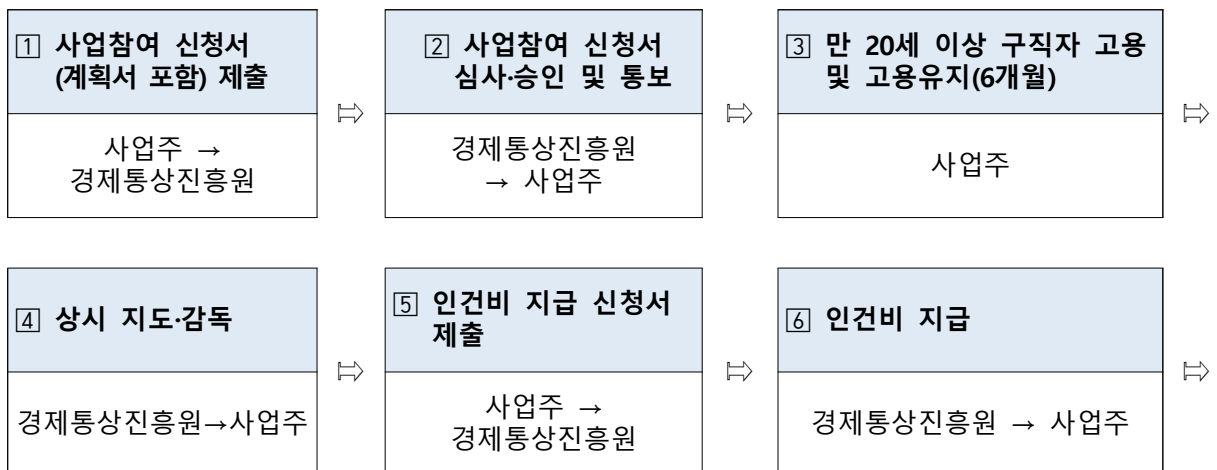 1 사업참여 신청서
(계획서 포함) 제출
사업주 →
경제통상진흥원
⇨
2 사업참여 신청서
심사·승인 및 통보
경제통상진흥원
→ 사업주
⇨
3 만 20세 이상 구직자 고용
및 고용유지(6개월)
사업주
⇨
4 상시 지도·감독
경제통상진흥원→사업주
⇨
5 인건비 지급 신청서
제출
사업주 →
경제통상진흥원
⇨
6 인건비 지급
경제통상진흥원 → 사업주
⇨